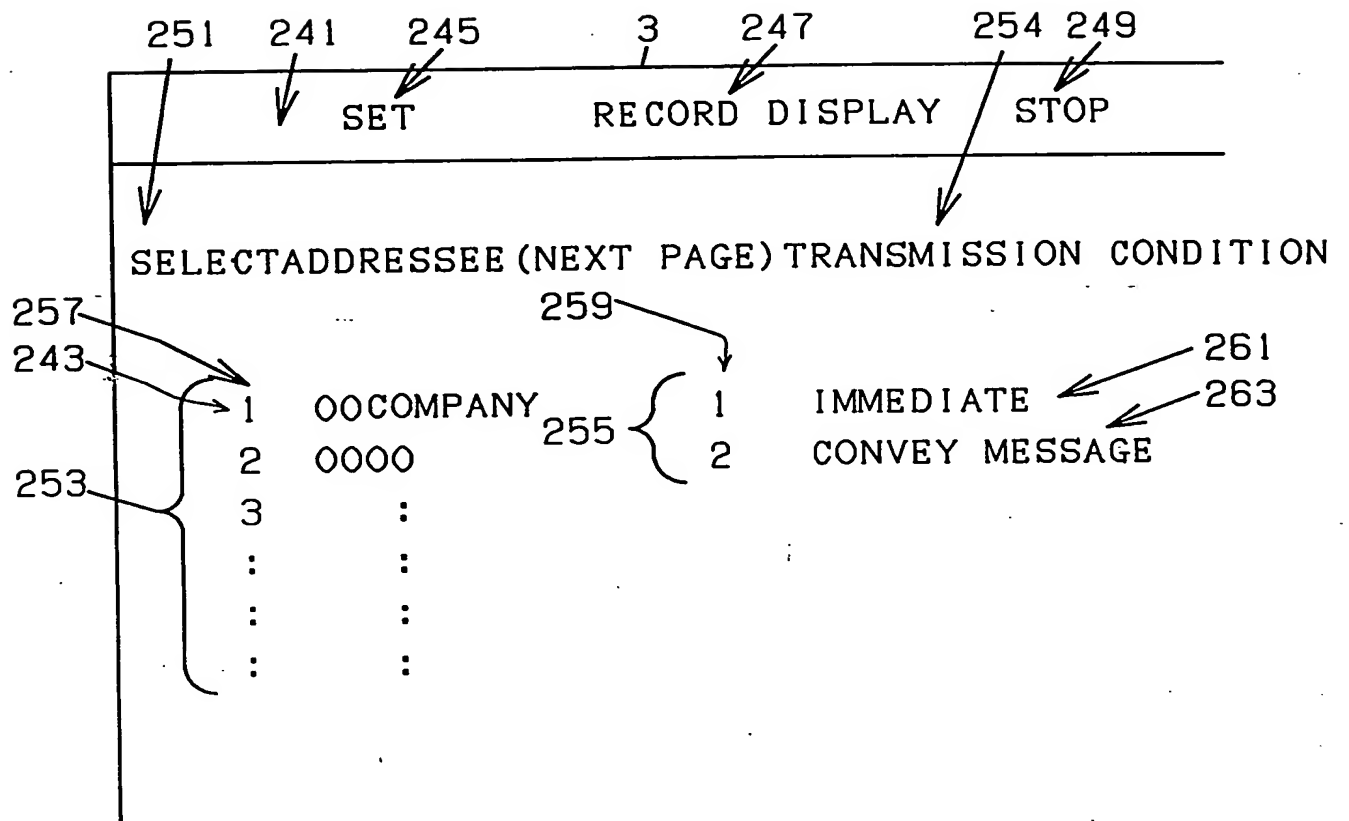 251 241 245 3 247 254 249
SET RECORD DISPLAY STOP
SELECTADDRESSEE (NEXT PAGE) TRANSMISSION CONDITION
257 259
243 261
1 OOCOMPANY 1 IMMEDIATE 263
255
2 OOOO 2 CONVEY MESSAGE
253
3 :
: :
: :
: :